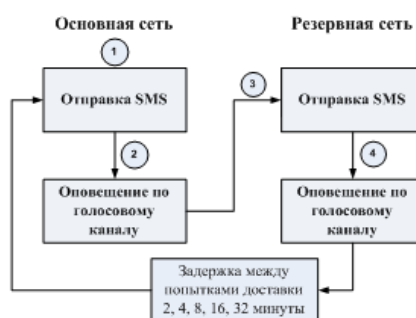 Основная сеть
Резервная сеть
1
3
Отправка SMS
Отправка SMS
2
4
Оповещение по
голосовому
каналу
Оповещение по
голосовому
каналу
Задержка между
попытками доставки
2, 4, 8, 16, 32 минуты